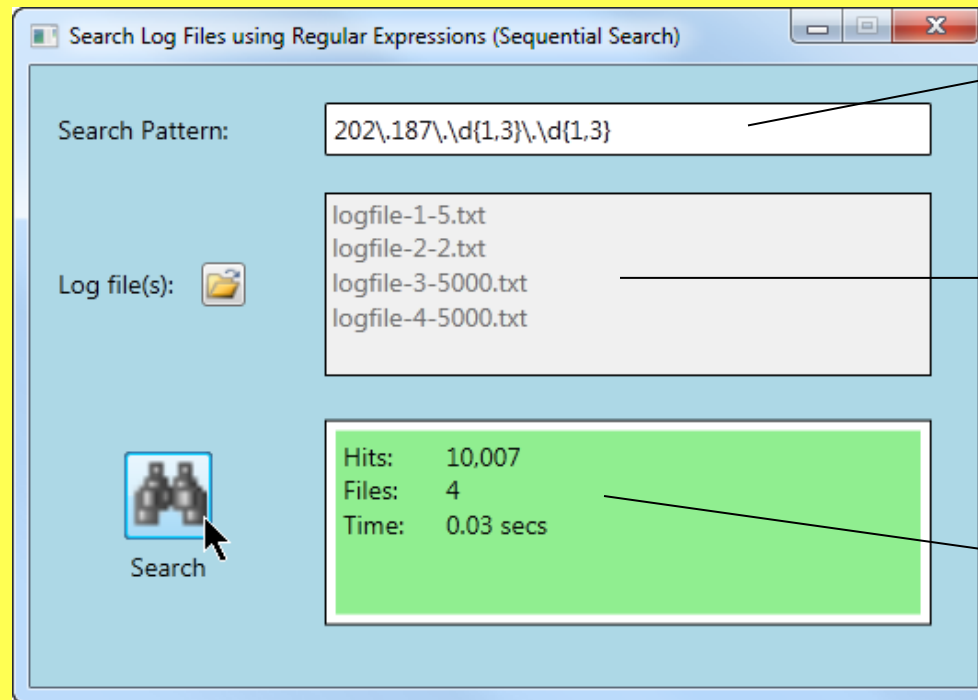 Search Log Files using Regular Expressions (Sequential Search)
Search Pattern:
202\.187\.\d{1,3}\.\d{1,3}
Log file(s):
logfile-1-5.txt
logfile-2-2.txt
logfile-3-5000.txt
logfile-4-5000.txt
Search
Hits: 10,007
Files: 4
Time: 0.03 secs